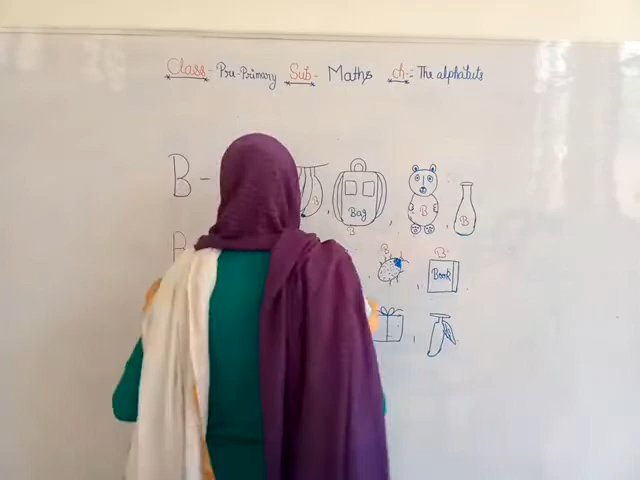 Class- Pre-Primary Sub- Maths Ch-: The alphabets
B - B Bag B B
B
B B B-
Book